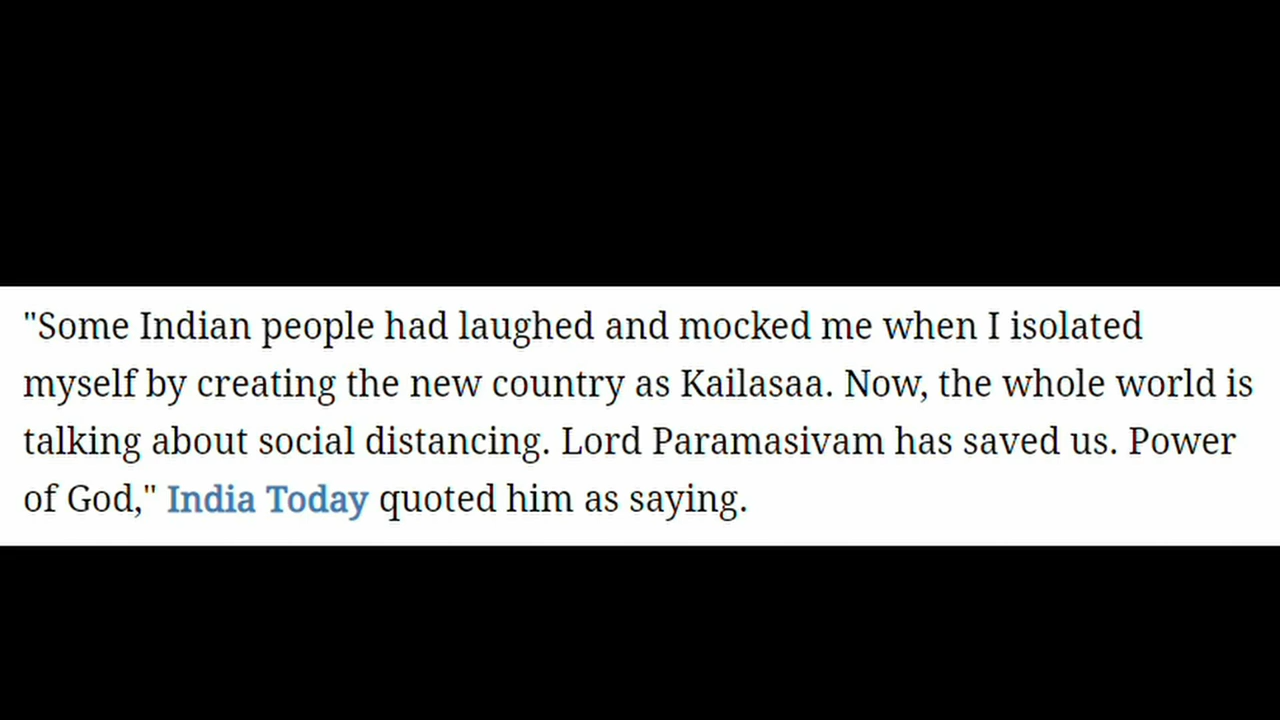 "Some Indian people had laughed and mocked me when I isolated
myself by creating the new country as Kailasaa. Now, the whole world is
talking about social distancing. Lord Paramasivam has saved us. Power
of God," India Today quoted him as saying.